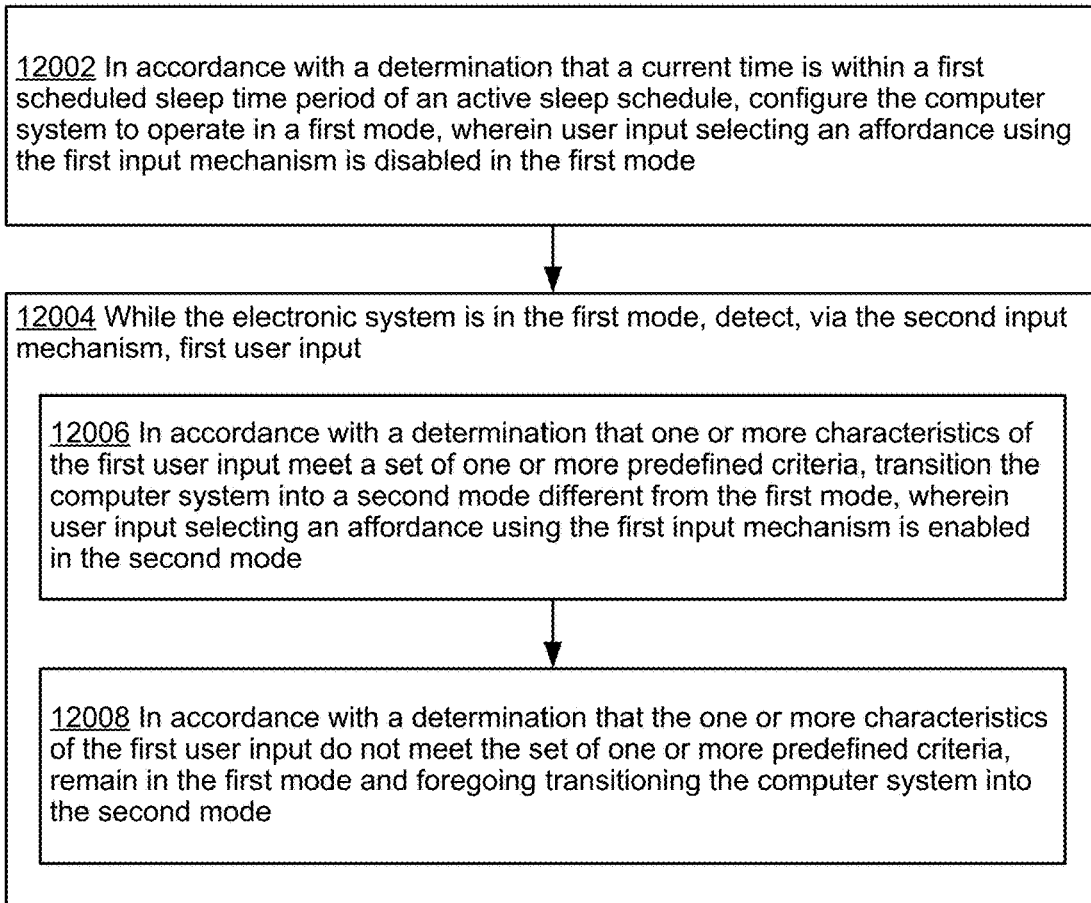 12002 In accordance with a determination that a current time is within a first
scheduled sleep time period of an active sleep schedule, configure the computer
system to operate in a first mode, wherein user input selecting an affordance using
the first input mechanism is disabled in the first mode
12004 While the electronic system is in the first mode, detect, via the second input
mechanism, first user input
12006 In accordance with a determination that one or more characteristics of
the first user input meet a set of one or more predefined criteria, transition the
computer system into a second mode different from the first mode, wherein
user input selecting an affordance using the first input mechanism is enabled
in the second mode
12008 In accordance with a determination that the one or more characteristics
of the first user input do not meet the set of one or more predefined criteria,
remain in the first mode and foregoing transitioning the computer system into
the second mode